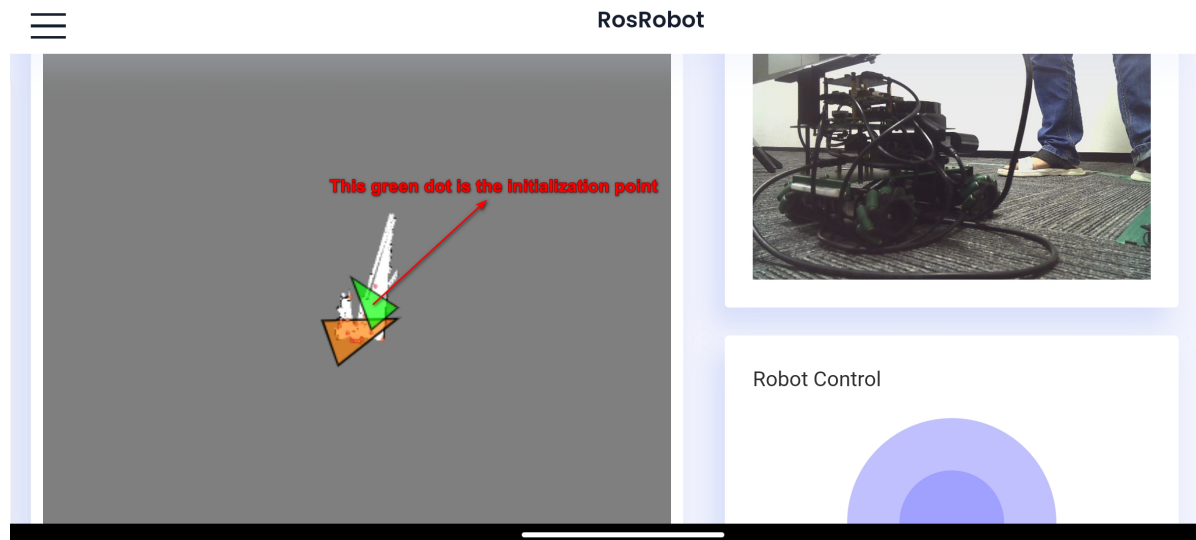 RosRobot
This green dot is the initialization point
Robot Control